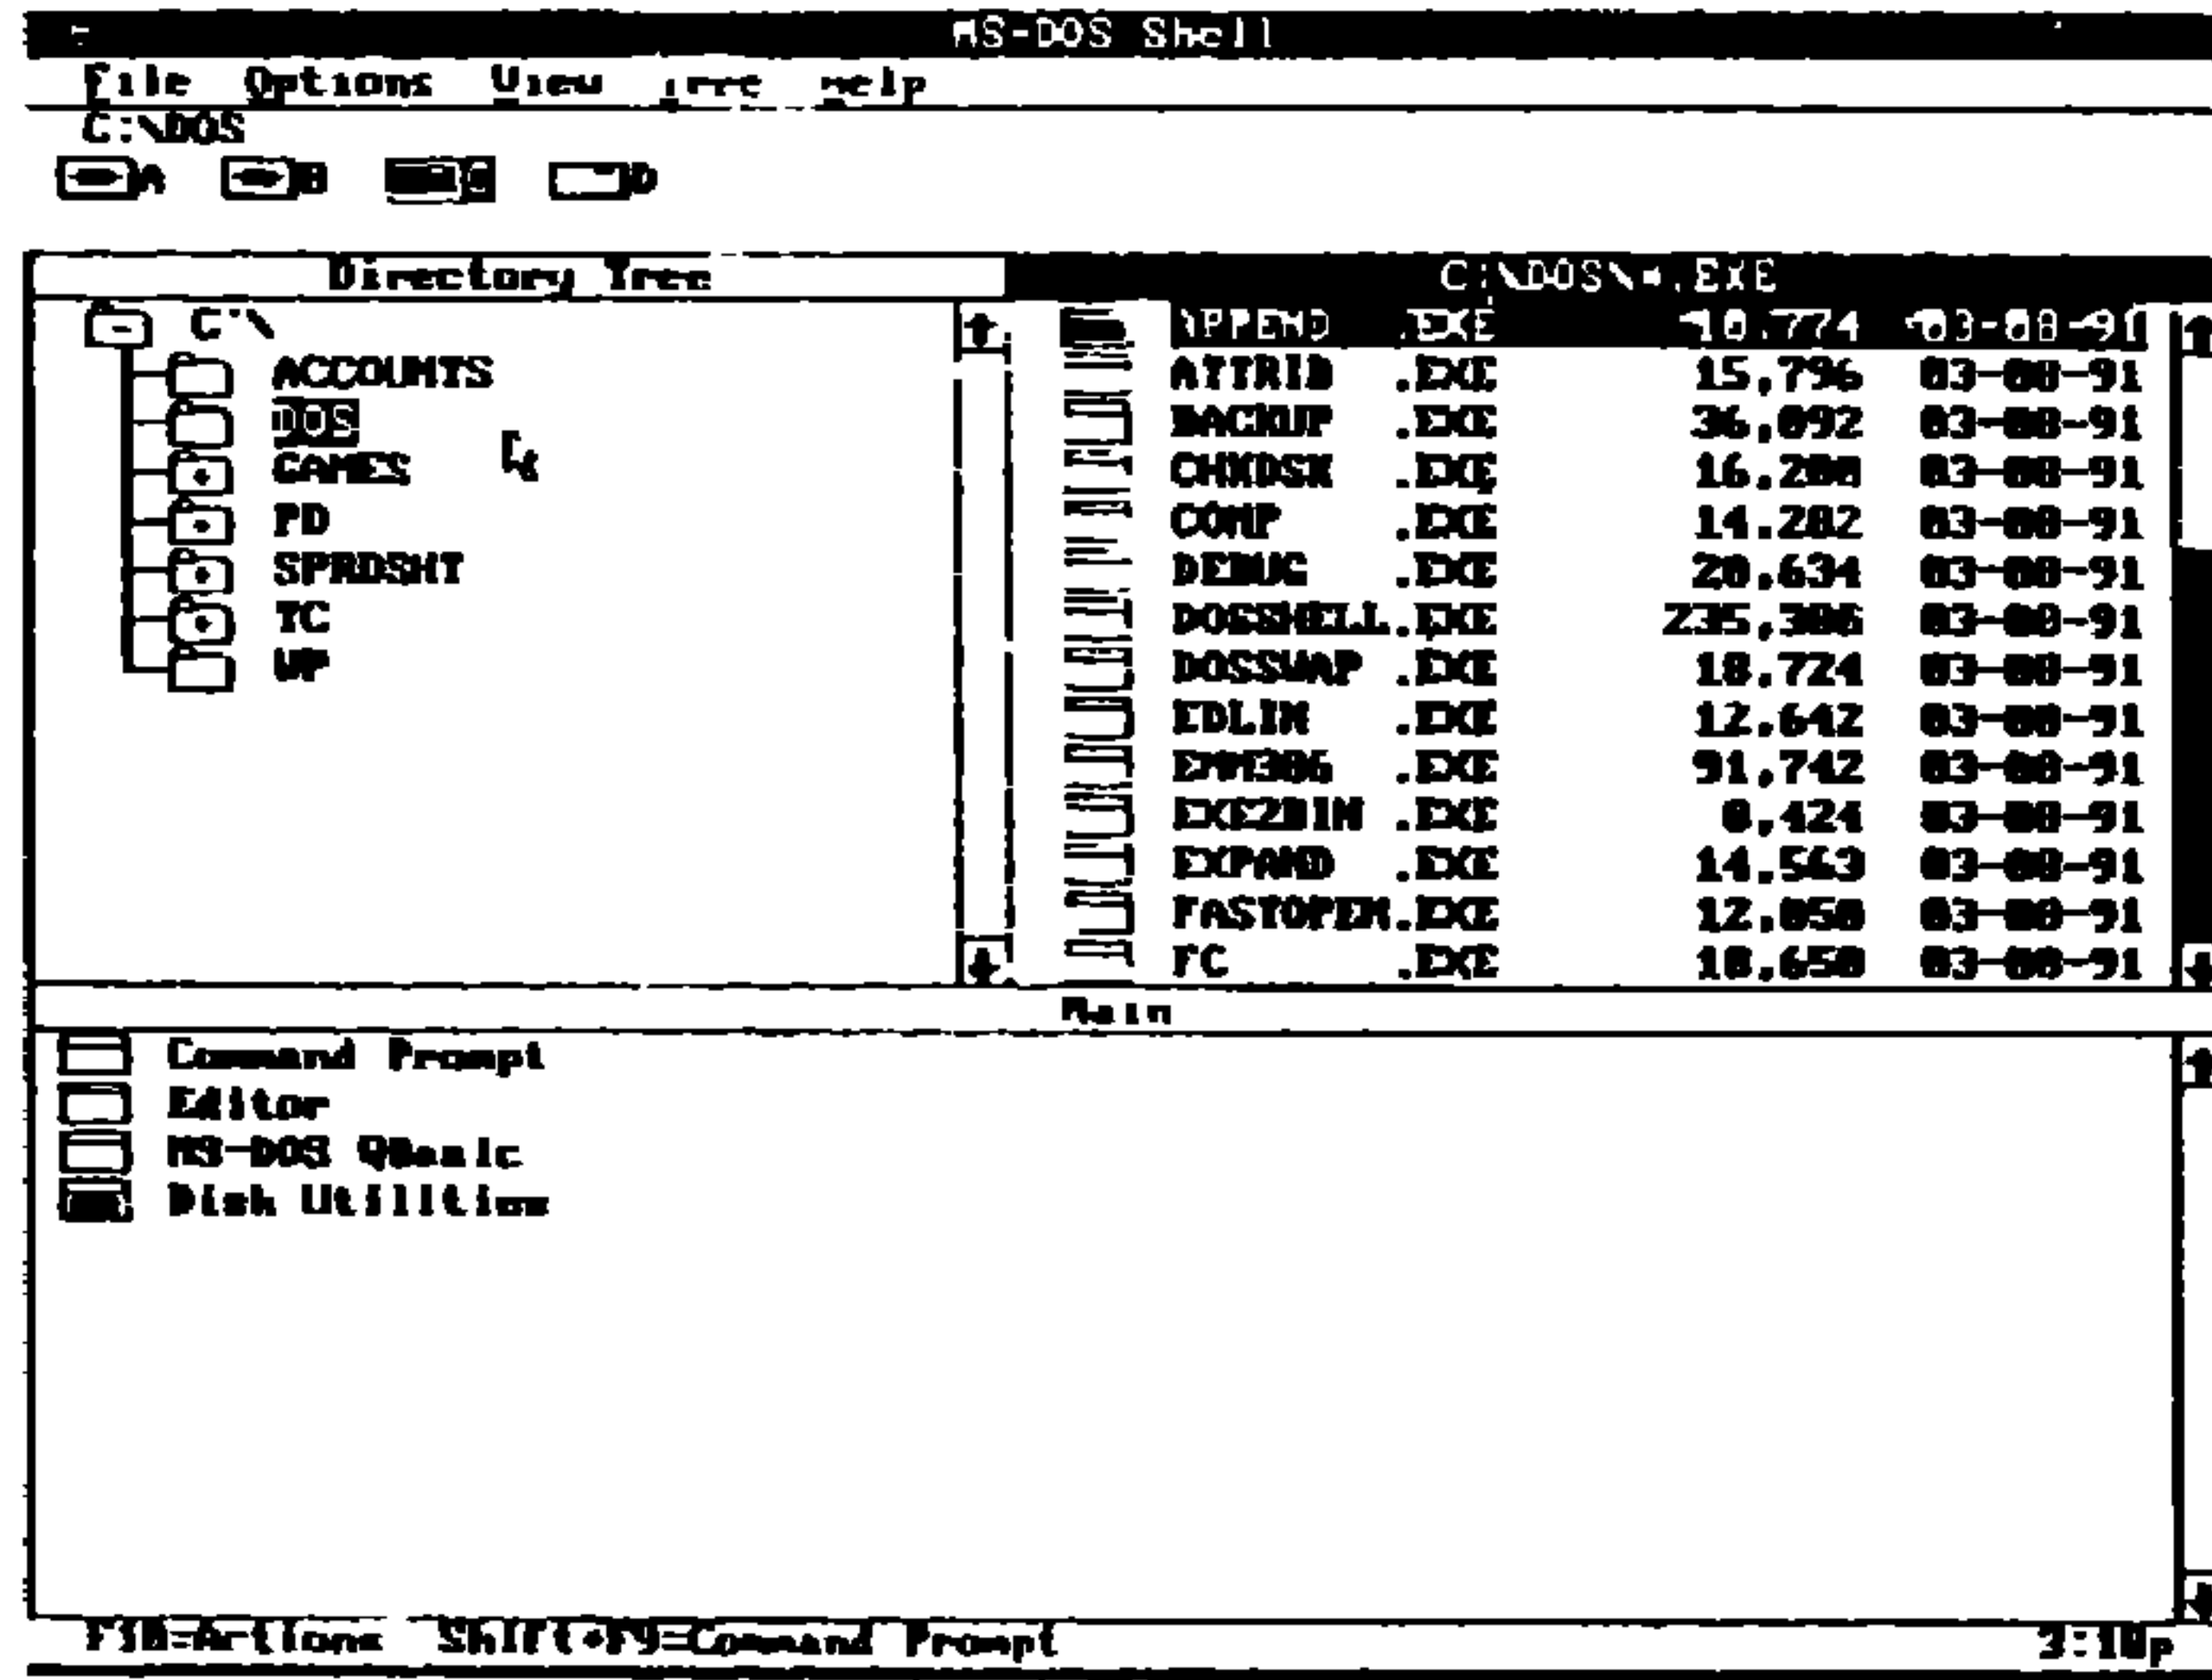 MS-DOS Shell
File Options View Tree Help
C:\DOS
A B C D
Directory Tree
C:\DOS\*.EXE
C:\
ACCOUNTS
DOS
GAMES
PD
SPRDSHT
TC
WP
APPEND .EXE 10,774 03-08-91
ATTRIB .EXE 15,796 03-08-91
BACKUP .EXE 36,092 03-08-91
CHKDSK .EXE 16,200 03-08-91
COMP .EXE 14,282 03-08-91
DEBUG .EXE 20,634 03-08-91
DOSSHELL.EXE 03-08-91
DOSSWAP .EXE 18,724 03-08-91
EDLIN .EXE 12,642 03-08-91
EMM386 .EXE 91,742 03-08-91
EXE2BIN .EXE 8,424 03-08-91
EXPAND .EXE 14,563 03-08-91
FASTOPEN.EXE 12,050 03-08-91
FC .EXE 18,650 03-08-91
Main
Command Prompt
Editor
MS-DOS QBasic
Disk Utilities
F10=Actions Shift+F9=Command Prompt